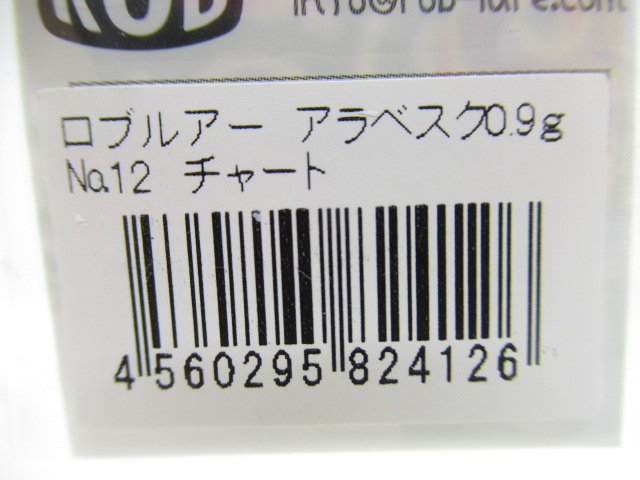 ROB
ロブルアー　アラベスク0.9g
No.12　チャート
4 560295 824126